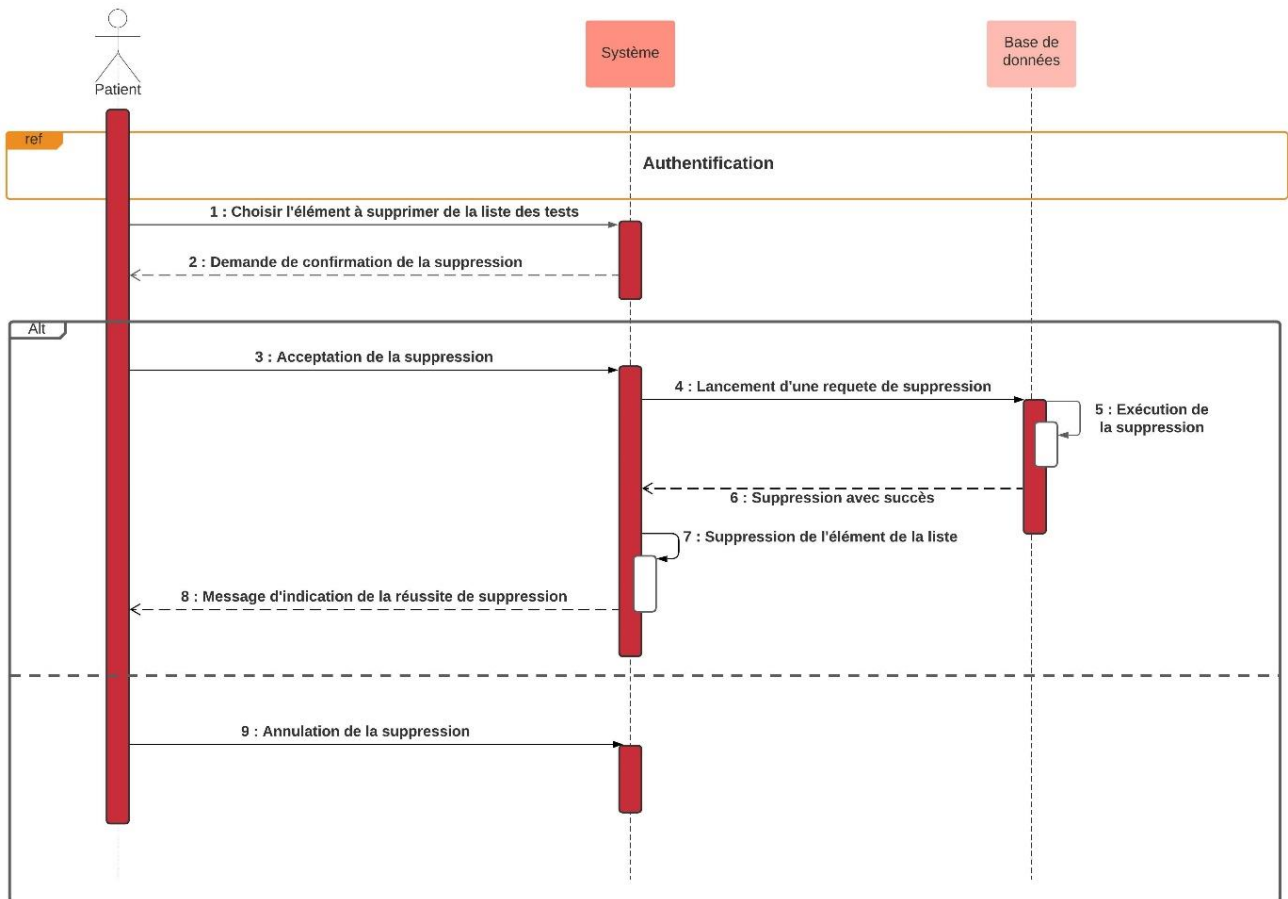 Patient
Système
Base de
données
ref
Authentification
1 : Choisir l'élément à supprimer de la liste des tests
2 : Demande de confirmation de la suppression
Alt
3 : Acceptation de la suppression
4 : Lancement d'une requete de suppression
5 : Exécution de
la suppression
6 : Suppression avec succès
7 : Suppression de l'élément de la liste
8 : Message d'indication de la réussite de suppression
9 : Annulation de la suppression